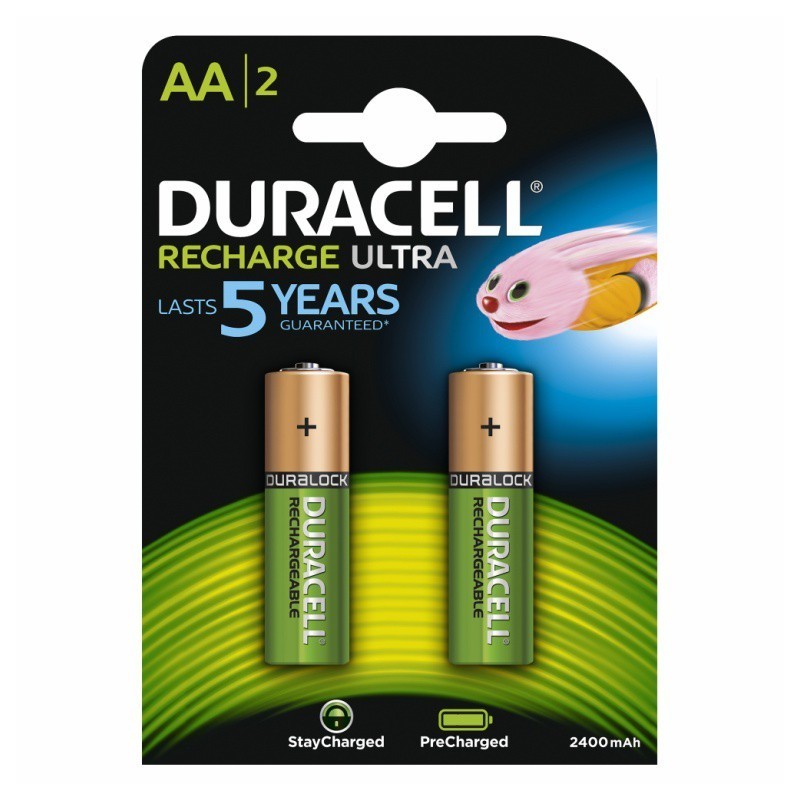 AA|2
DURACELL®
RECHARGE ULTRA
LASTS 5 YEARS
GUARANTEED*
+
+
DURALOCK
DURALOCK
DURACELL®
RECHARGEABLE
DURACELL®
RECHARGEABLE
StayCharged
PreCharged
2400mAh